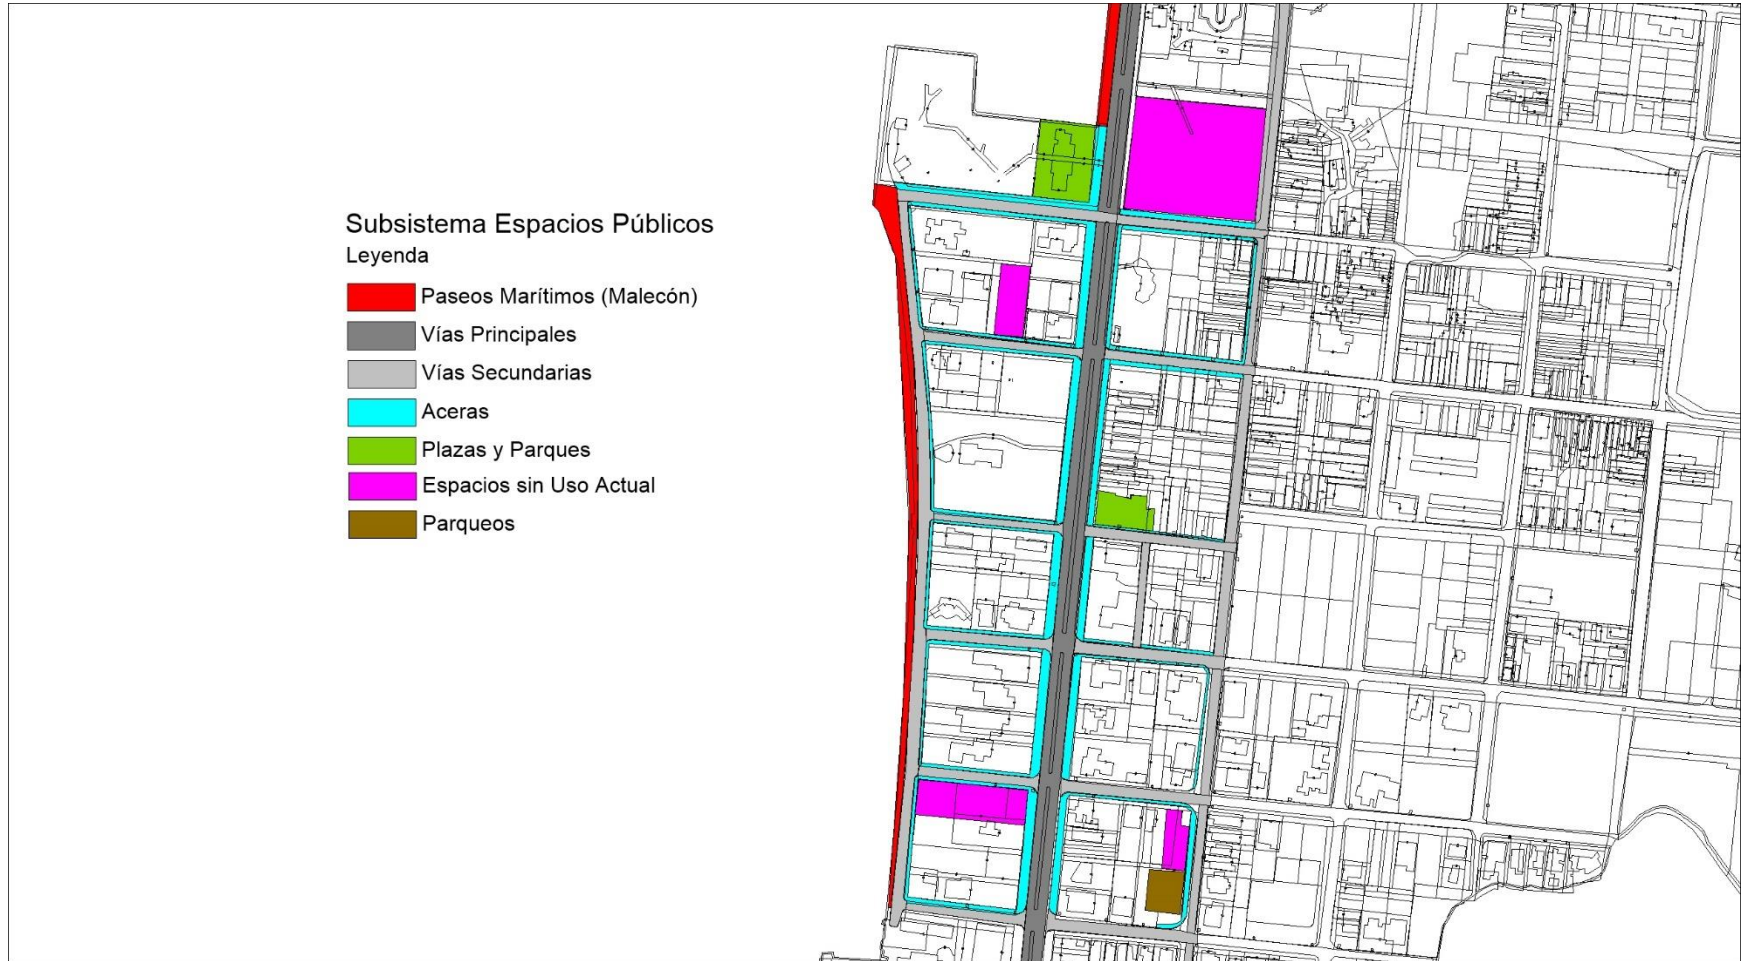 Subsistema Espacios Públicos
Leyenda
Paseos Marítimos (Malecón)
Vías Principales
Vías Secundarias
Aceras
Plazas y Parques
Espacios sin Uso Actual
Parqueos